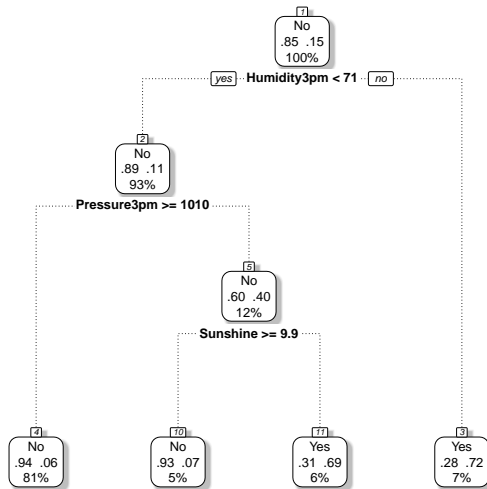 1
No
.85 .15
100%
yes Humidity3pm < 71 no
2
No
.89 .11
93%
Pressure3pm >= 1010
5
No
.60 .40
12%
Sunshine >= 9.9
4
No
.94 .06
81%
10
No
.93 .07
5%
11
Yes
.31 .69
6%
3
Yes
.28 .72
7%